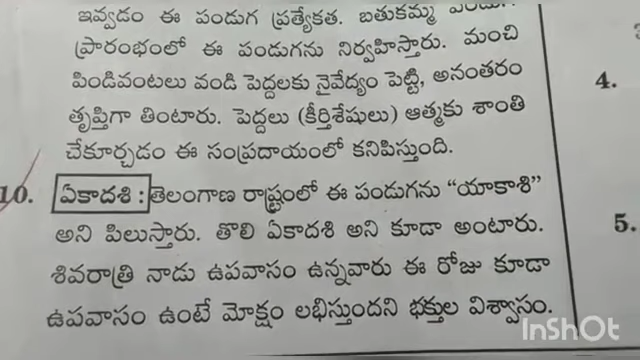 ఇవ్వడం ఈ పండుగ ప్రత్యేకత. బతుకమ్మ
ప్రారంభంలో ఈ పండుగను నిర్వహిస్తారు. మంచి
పిండివంటలు వండి పెద్దలకు నైవేద్యం పెట్టి, అనంతరం
తృప్తిగా తింటారు. పెద్దలు (కీర్తిశేషులు) ఆత్మకు శాంతి
చేకూర్చడం ఈ సంప్రదాయంలో కనిపిస్తుంది.
10. ఏకాదశి : తెలంగాణ రాష్ట్రంలో ఈ పండుగను “యాకాశి”
అని పిలుస్తారు. తొలి ఏకాదశి అని కూడా అంటారు.
శివరాత్రి నాడు ఉపవాసం ఉన్నవారు ఈ రోజు కూడా
ఉపవాసం ఉంటే మోక్షం లభిస్తుందని భక్తుల విశ్వాసం.
4.
5.
InShOt